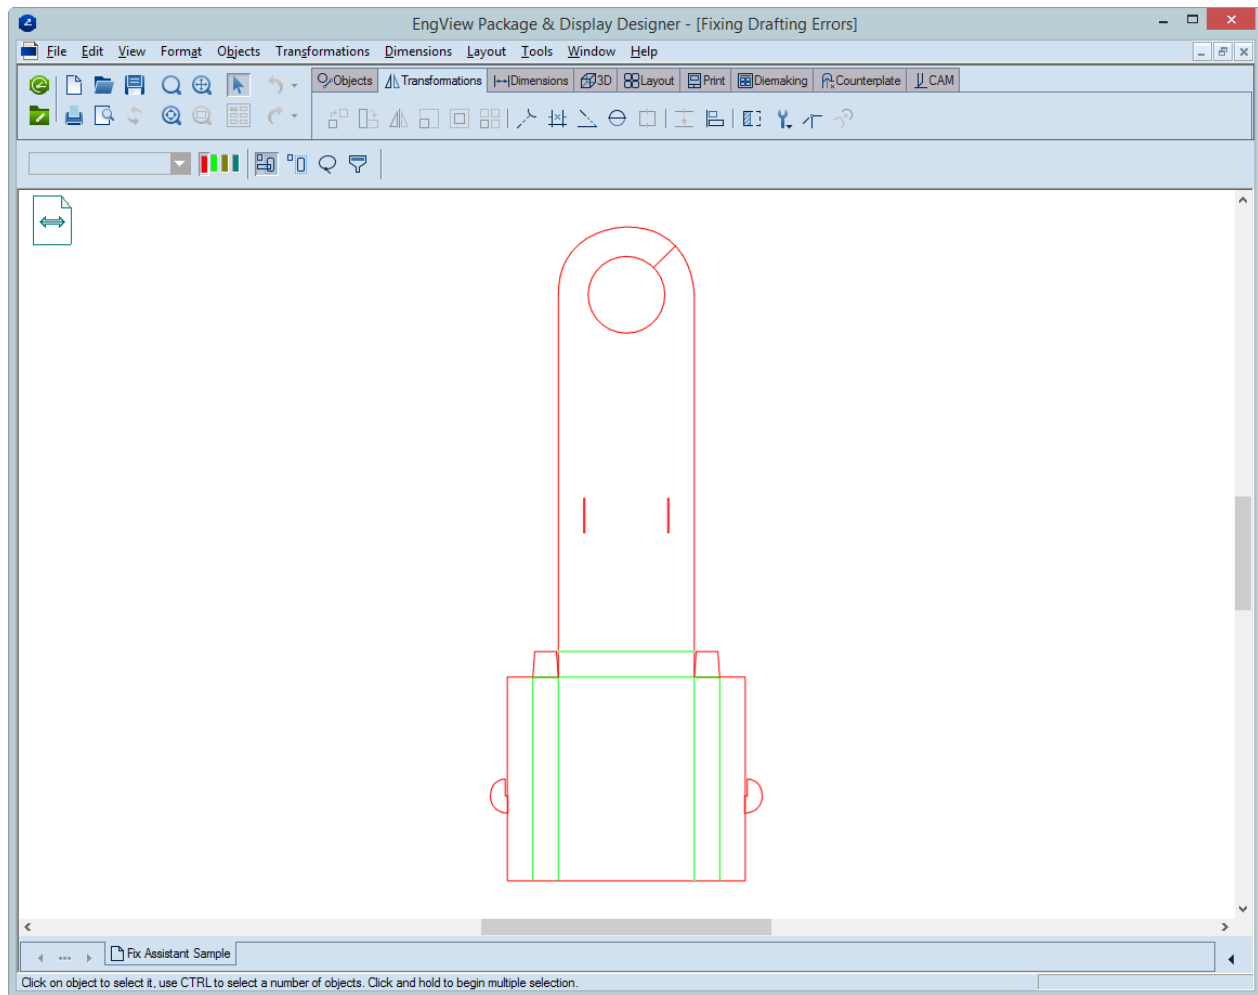 EngView Package & Display Designer - [Fixing Drafting Errors]
File Edit View Format Objects Transformations Dimensions Layout Tools Window Help
Objects Transformations Dimensions 3D Layout Print Diemaking Counterplate CAM
Fix Assistant Sample
Click on object to select it, use CTRL to select a number of objects. Click and hold to begin multiple selection.